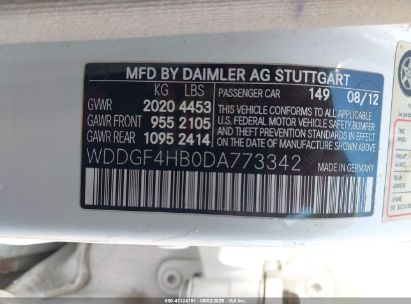 MFD BY DAIMLER AG STUTTGART
KG LBS PASSENGER CAR 149 08/12
GVWR 2020 4453
GAWR FRONT 955 2105
GAWR REAR 1095 2414
THIS VEHICLE CONFORMS TO ALL APPLICABLE
U.S. FEDERAL MOTOR VEHICLE SAFETY, BUMPER
AND THEFT PREVENTION STANDARDS IN EFFECT
ON THE DATE OF MANUFACTURE SHOWN ABOVE.
WDDGF4HB0DA773342
MADE IN GERMANY